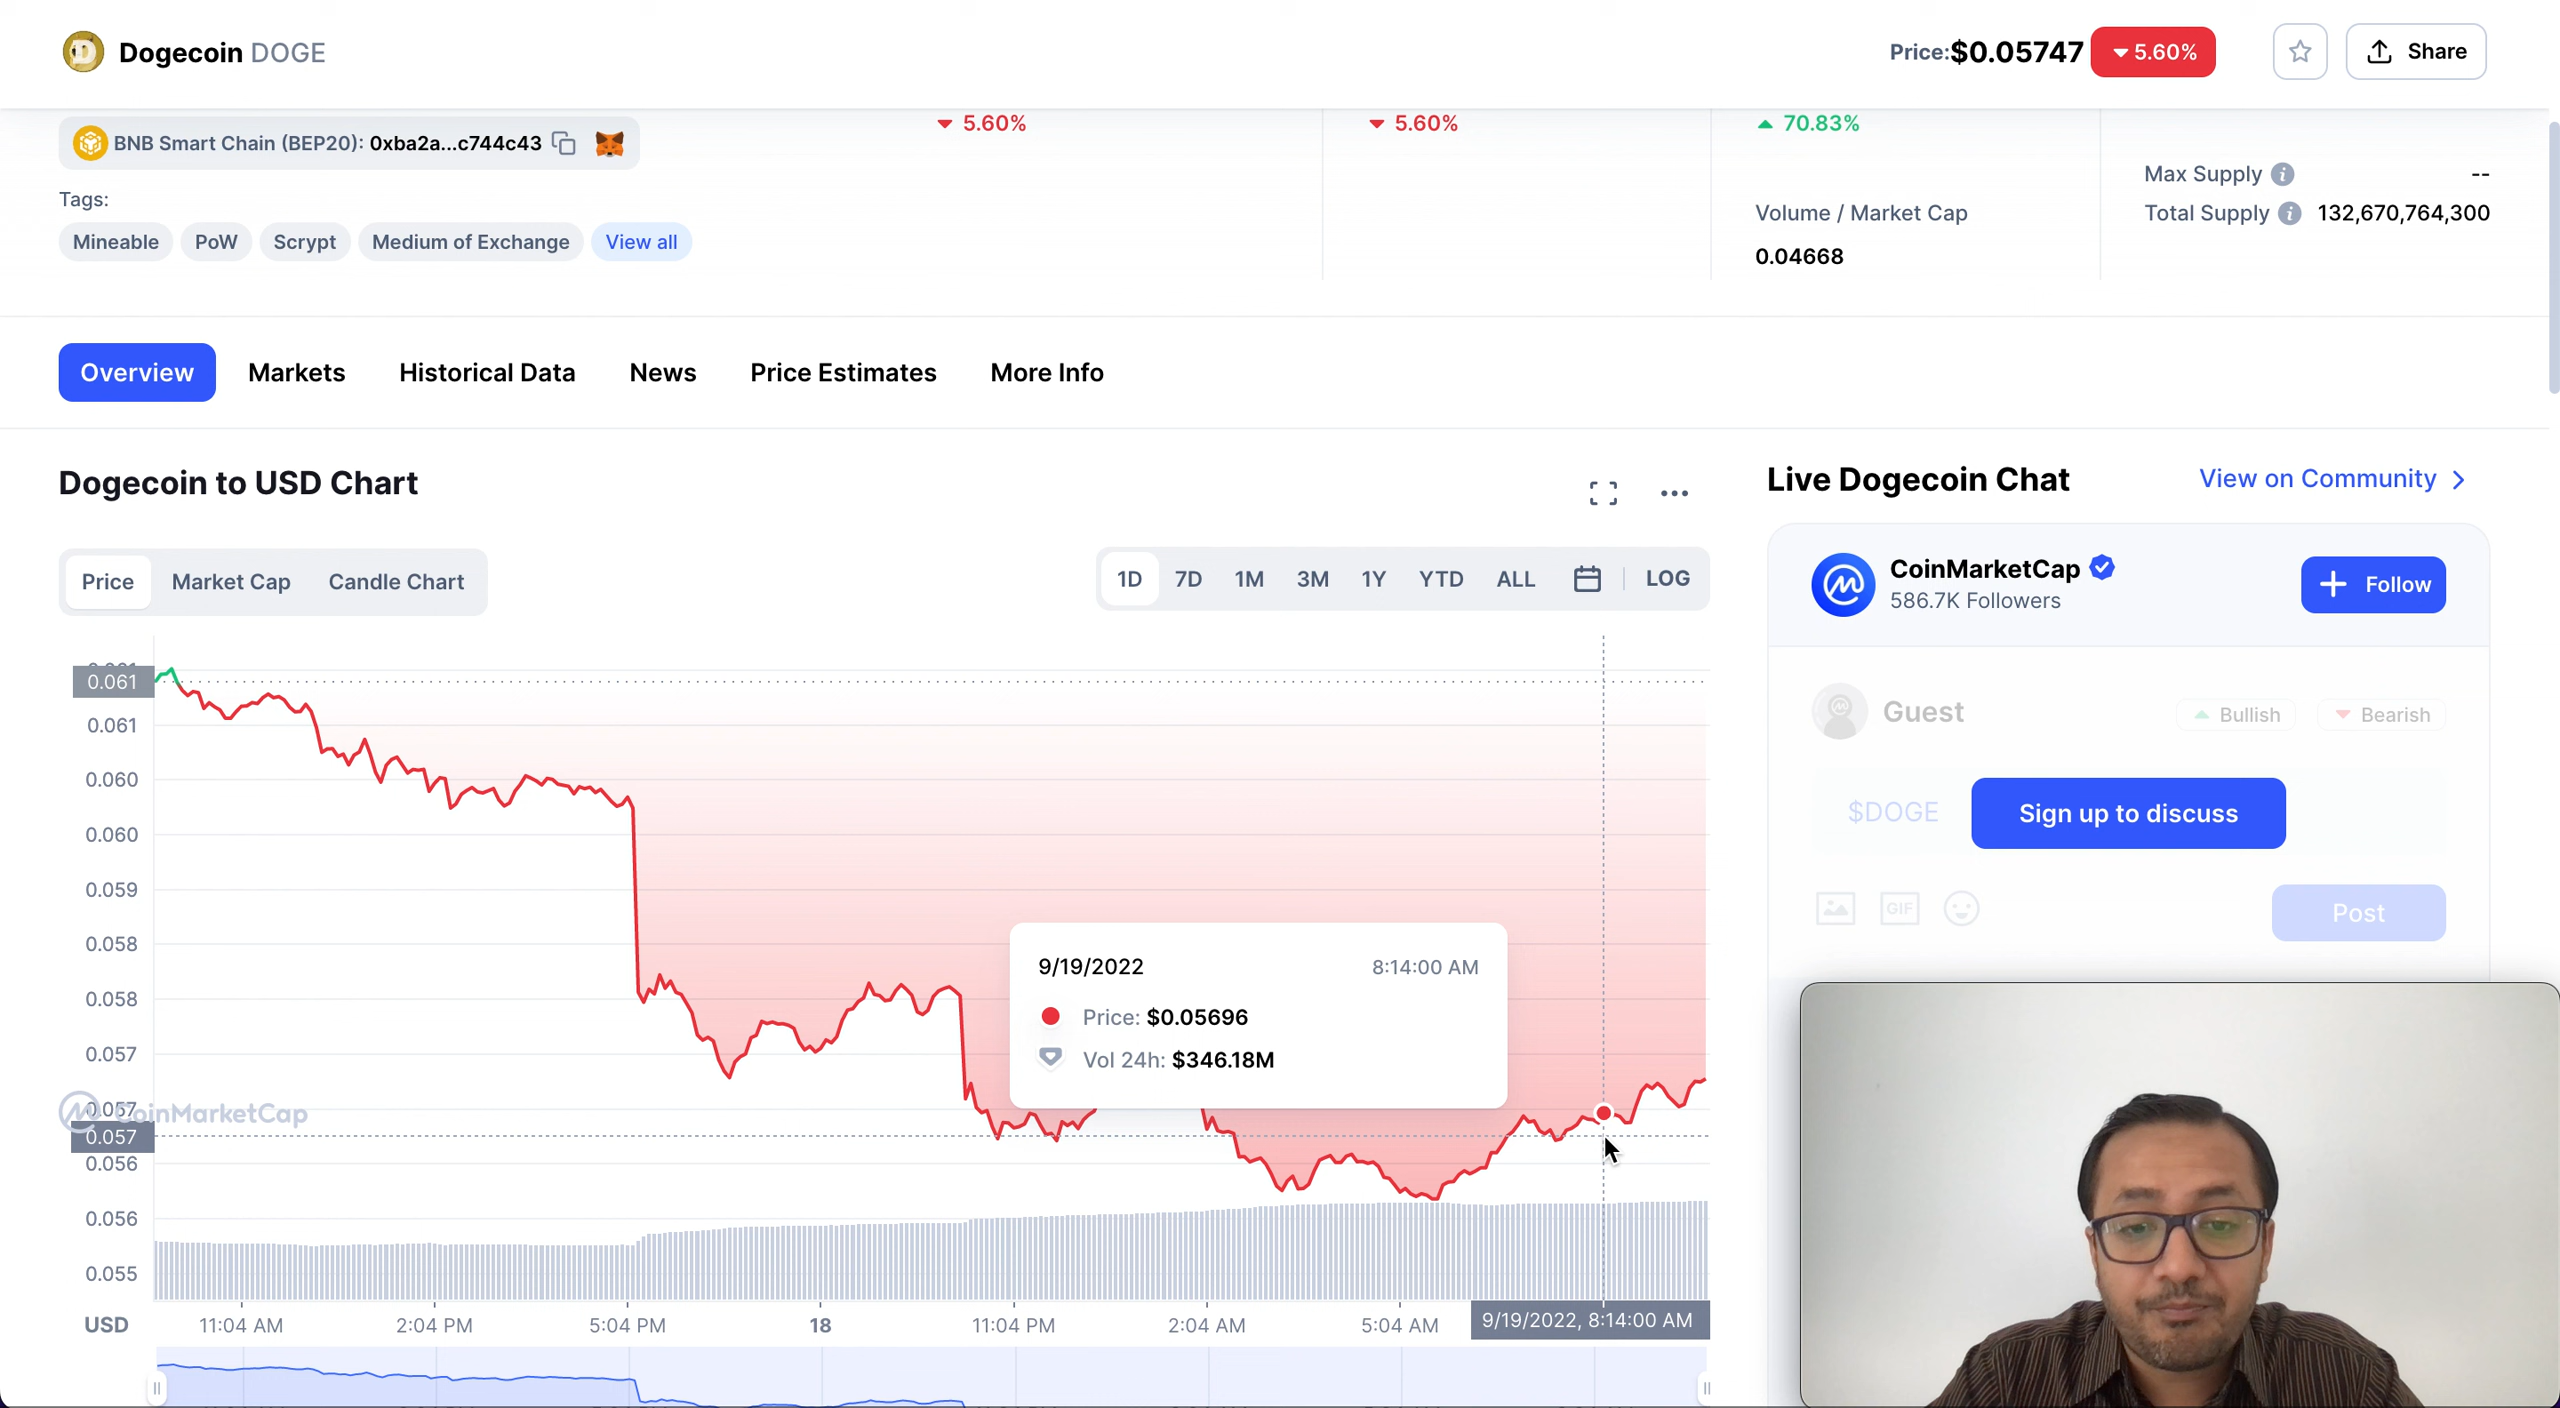 Dogecoin DOGE
Price:$0.05747 5.60%
Share
BNB Smart Chain (BEP20): 0xba2a...c744c43
5.60%
5.60%
70.83%
Tags:
Mineable PoW Scrypt Medium of Exchange View all
Volume / Market Cap
0.04668
Max Supply --
Total Supply 132,670,764,300
Overview Markets Historical Data News Price Estimates More Info
Dogecoin to USD Chart
Price Market Cap Candle Chart
1D 7D 1M 3M 1Y YTD ALL LOG
0.061
0.061
0.061
0.060
0.060
0.059
0.058
0.058
0.057
0.057
CoinMarketCap
0.057
0.056
0.056
0.055
9/19/2022 8:14:00 AM
Price: $0.05696
Vol 24h: $346.18M
USD 11:04 AM 2:04 PM 5:04 PM 18 11:04 PM 2:04 AM 5:04 AM 9/19/2022, 8:14:00 AM
Live Dogecoin Chat View on Community
CoinMarketCap
586.7K Followers
Follow
Guest Bullish Bearish
$DOGE Sign up to discuss
GIF Post